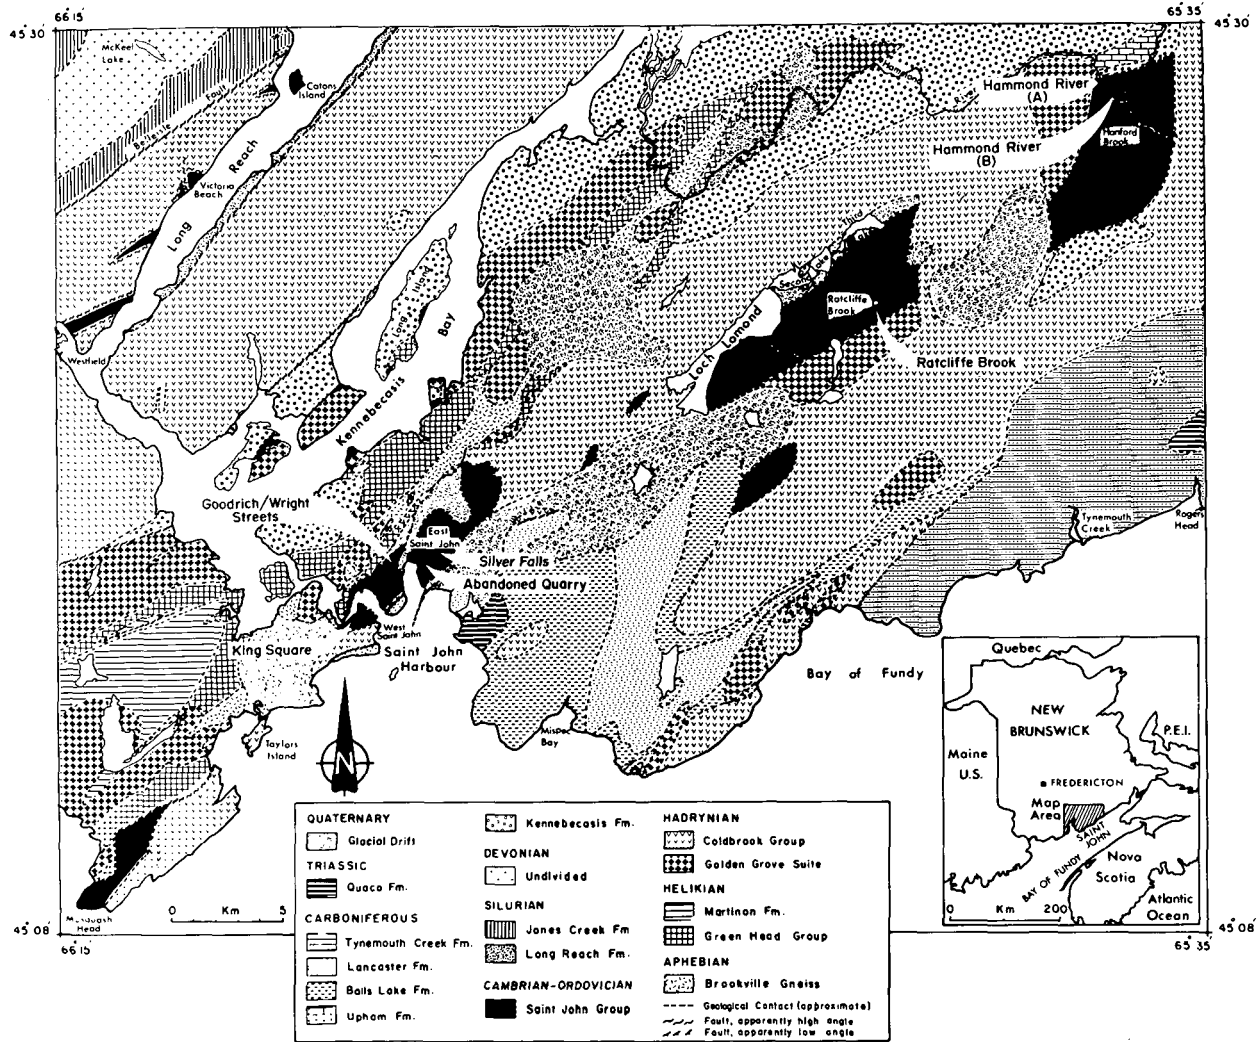 66° 15'
65° 35'
45° 30'
45° 30'
McKeel
Lake
Catons
Island
Belleisle
Fault
Long Reach
Victoria
Beach
Westfield
Hammond River
(A)
Hammond River
(B)
Hanford
Brook
Third
Ratcliffe
Brook
Loch Lomond
Ratcliffe Brook
Long
Island
Kennebecasis
Bay
Goodrich/Wright
Streets
East
Saint John
Silver Falls
Abandoned Quarry
West
Saint John
King Square
Saint John
Harbour
Taylors
Island
Mispec
Bay
Bay of Fundy
Tynemouth
Creek
Rogers
Head
Musquash
Head
N
0 Km 5
45° 08'
66° 15'
45° 08'
65° 35'
Quebec
NEW
BRUNSWICK
P.E.I.
Maine
U.S.
FREDERICTON
Map
Area
SAINT
JOHN
BAY OF FUNDY
Nova
Scotia
Atlantic
Ocean
0 Km 200
QUATERNARY
Glacial Drift
TRIASSIC
Quaco Fm.
CARBONIFEROUS
Tynemouth Creek Fm.
Lancaster Fm.
Balls Lake Fm.
Upham Fm.
Kennebecasis Fm.
DEVONIAN
Undivided
SILURIAN
Jones Creek Fm
Long Reach Fm.
CAMBRIAN-ORDOVICIAN
Saint John Group
HADRYNIAN
Coldbrook Group
Golden Grove Suite
HELIKIAN
Martinon Fm.
Green Head Group
APHEBIAN
Brookville Gneiss
Geological Contact (approximate)
Fault, apparently high angle
Fault, apparently low angle